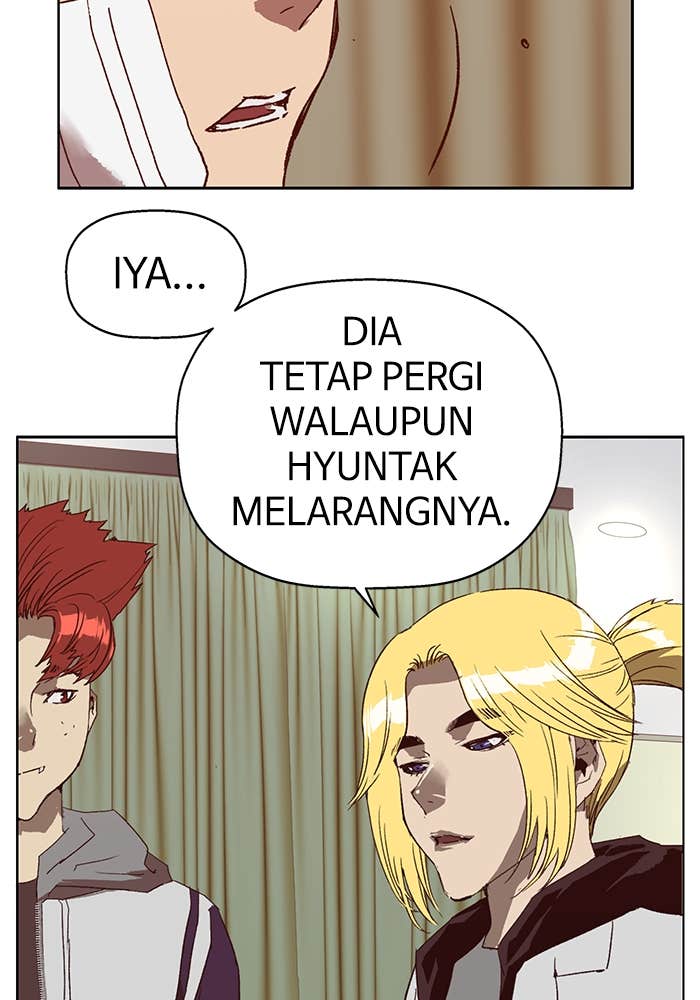 IYA...
DIA
TETAP PERGI
WALAUPUN
HYUNTAK
MELARANGNYA.